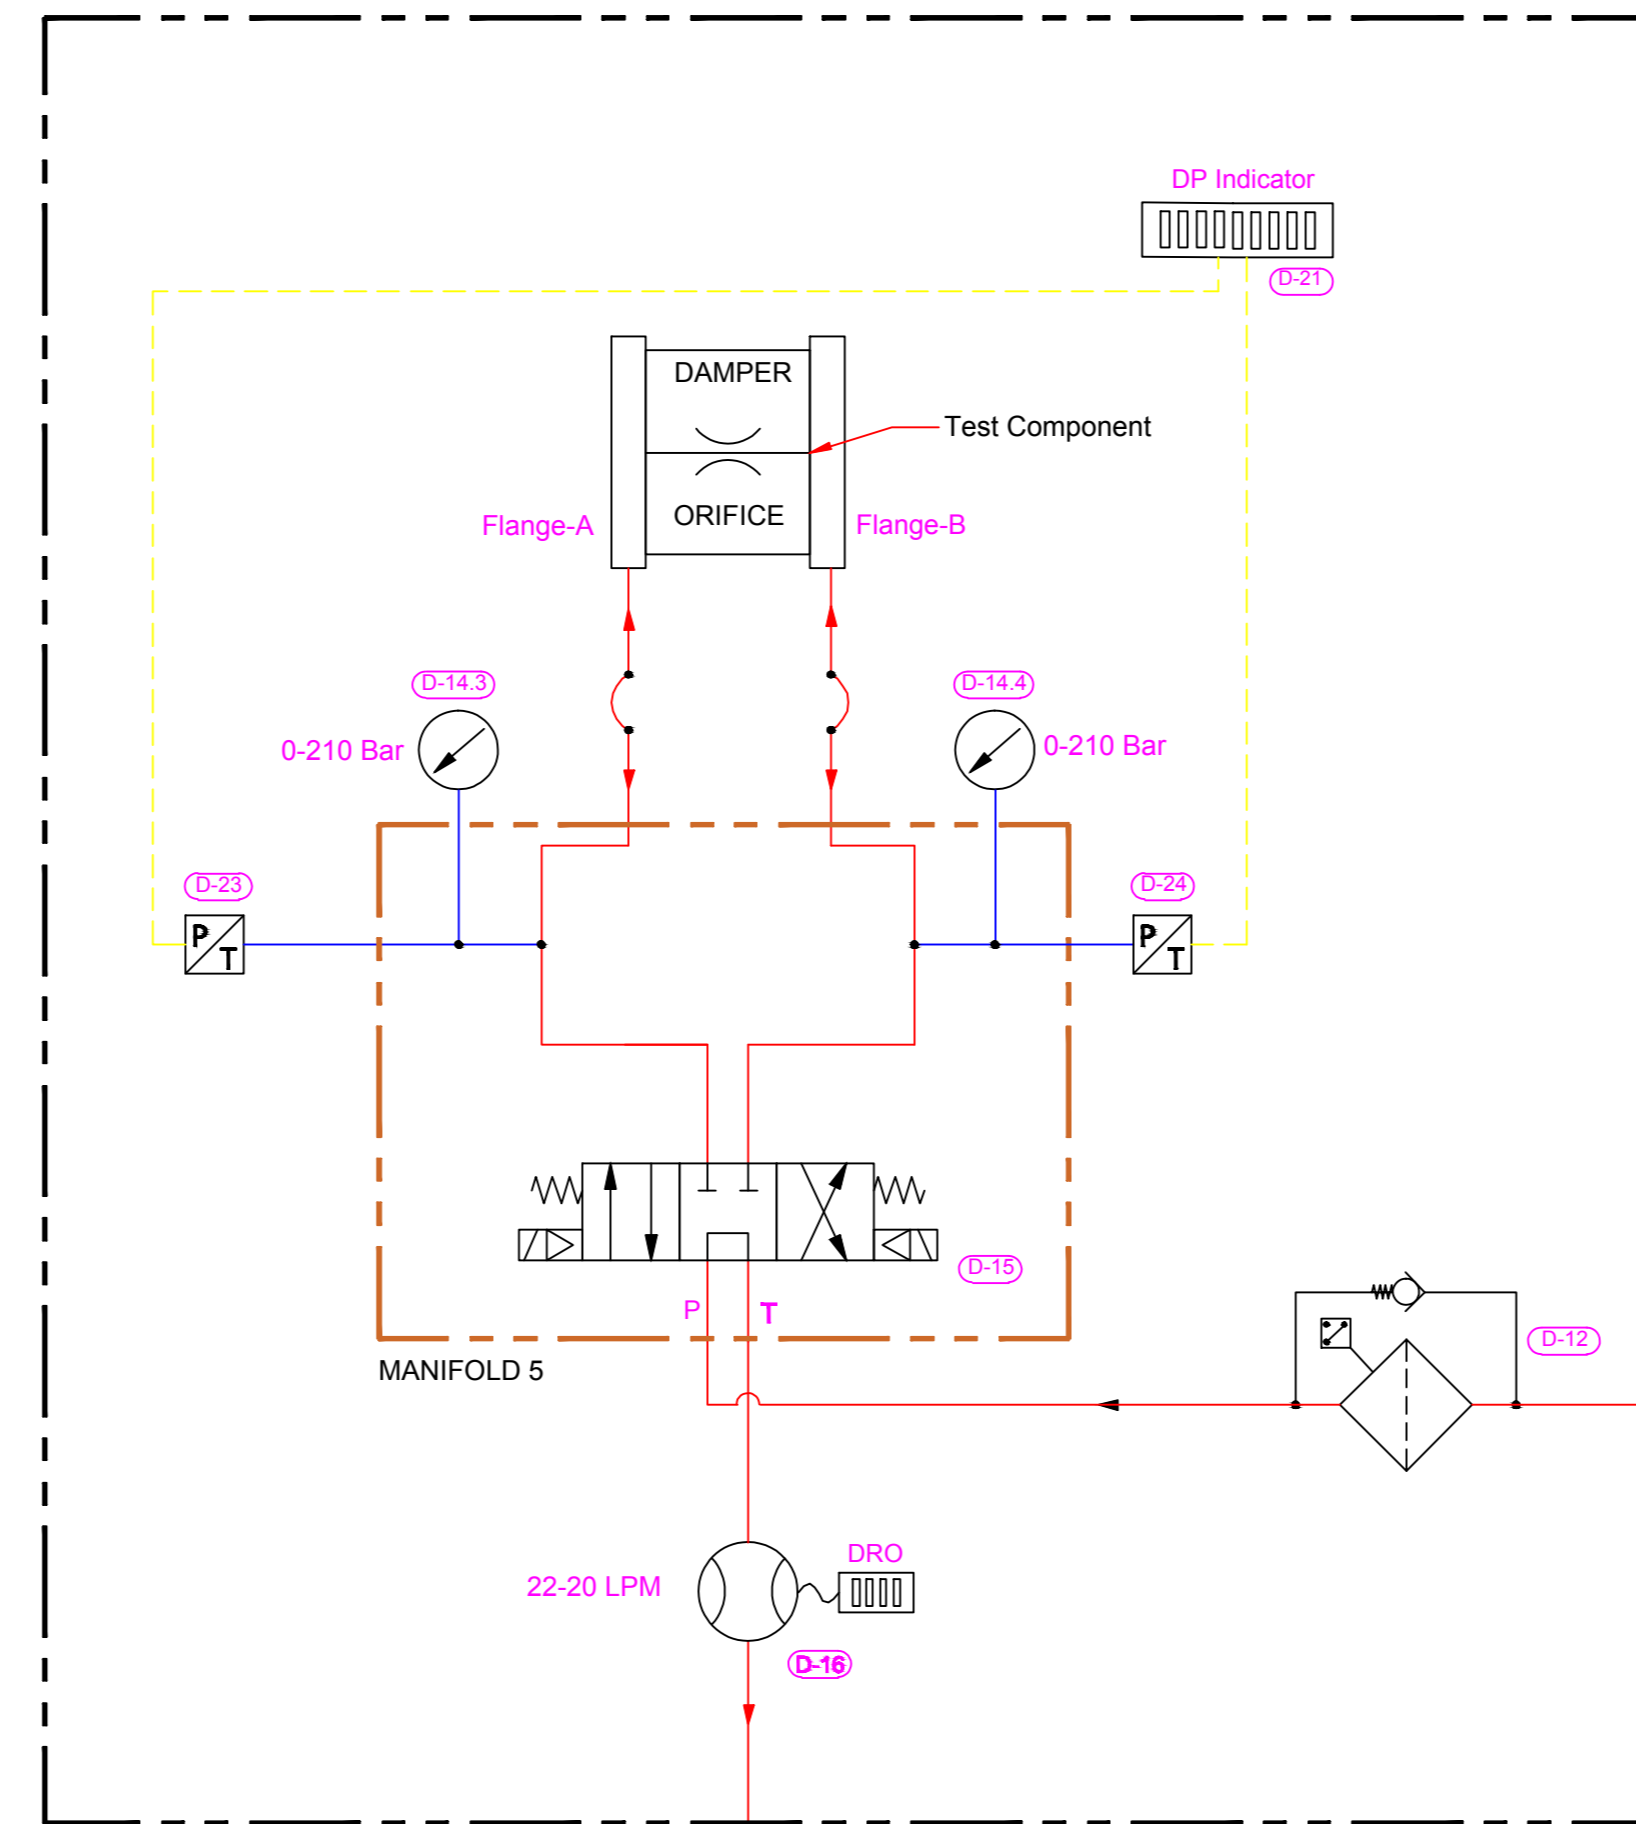 DP Indicator
D-21
DAMPER
Test Component
ORIFICE
Flange-A
Flange-B
D-14.3
D-14.4
0-210 Bar
0-210 Bar
D-23
D-24
P
T
P
T
D-15
P
T
D-12
MANIFOLD 5
DRO
22-20 LPM
D-16